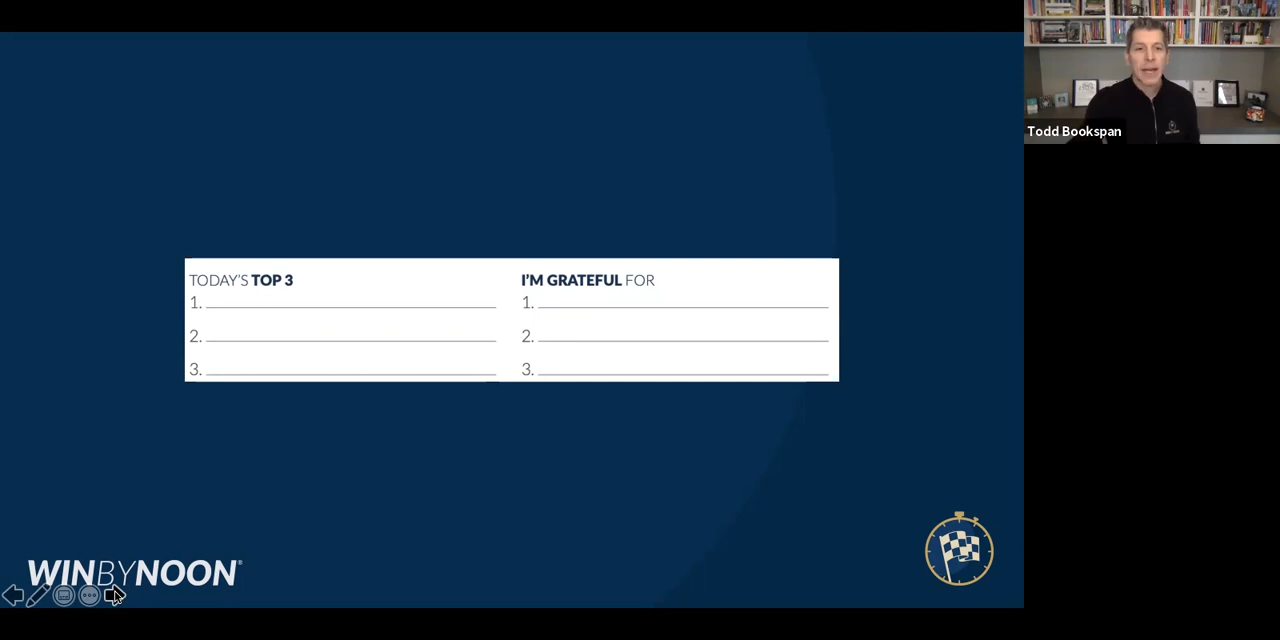 TODAY'S TOP 3
1.
2.
3.
I'M GRATEFUL FOR
1.
2.
3.
WINBYNOON®
Todd Bookspan